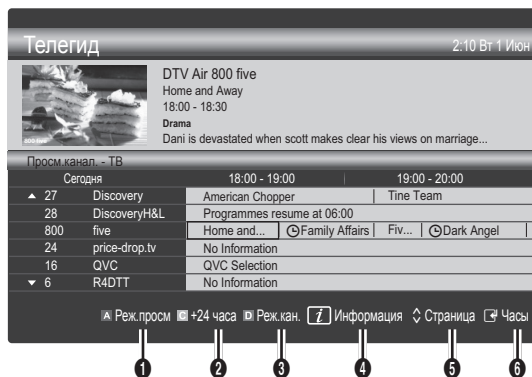 Телегид 2:10 Вт 1 Июн
DTV Air 800 five
Home and Away
18:00 - 18:30
Drama
Dani is devastated when scott makes clear his views on marriage...
800 five
Просм.канал. - ТВ
Сегодня 18:00 - 19:00 19:00 - 20:00
▲ 27 Discovery American Chopper Tine Team
28 DiscoveryH&L Programmes resume at 06:00
800 five Home and... Family Affairs Fiv... Dark Angel
24 price-drop.tv No Information
16 QVC QVC Selection
▼ 6 R4DTT No Information
A Реж.просм C +24 часа D Реж.кан. i Информация Страница Часы
1 2 3 4 5 6